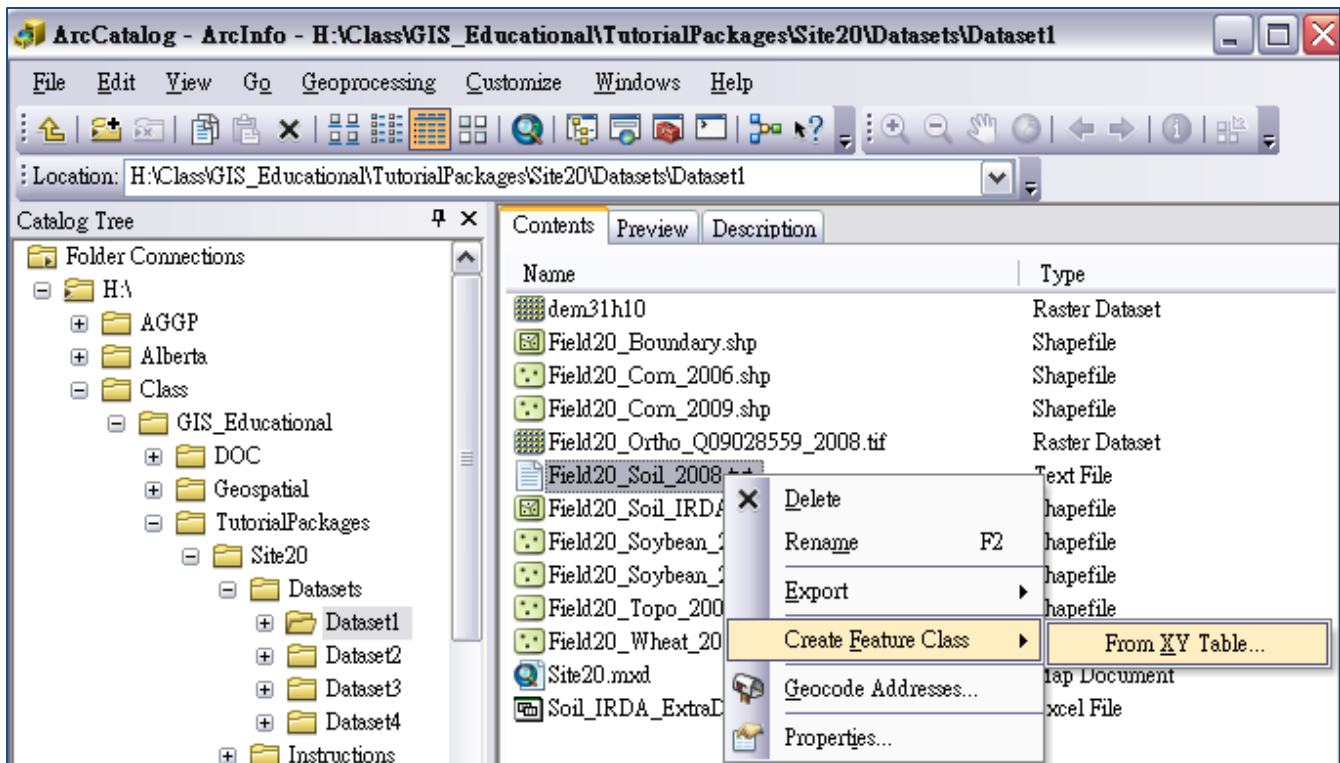 ArcCatalog - ArcInfo - H:\Class\GIS_Educational\TutorialPackages\Site20\Datasets\Dataset1
File Edit View Go Geoprocessing Customize Windows Help
Location: H:\Class\GIS_Educational\TutorialPackages\Site20\Datasets\Dataset1
Catalog Tree
Folder Connections
H:\
AGGP
Alberta
Class
GIS_Educational
DOC
Geospatial
TutorialPackages
Site20
Datasets
Dataset1
Dataset2
Dataset3
Dataset4
Instructions
Contents Preview Description
Name Type
dem31h10 Raster Dataset
Field20_Boundary.shp Shapefile
Field20_Corn_2006.shp Shapefile
Field20_Corn_2009.shp Shapefile
Field20_Ortho_Q09028559_2008.tif Raster Dataset
Field20_Soil_2008.txt Text File
Field20_Soil_IRDA hapefile
Field20_Soybean_2 hapefile
Field20_Soybean_2 hapefile
Field20_Topo_200 hapefile
Field20_Wheat_20
Site20.mxd Map Document
Soil_IRDA_ExtraD xcel File
Delete
Rename F2
Export
Create Feature Class
From XY Table...
Geocode Addresses...
Properties...